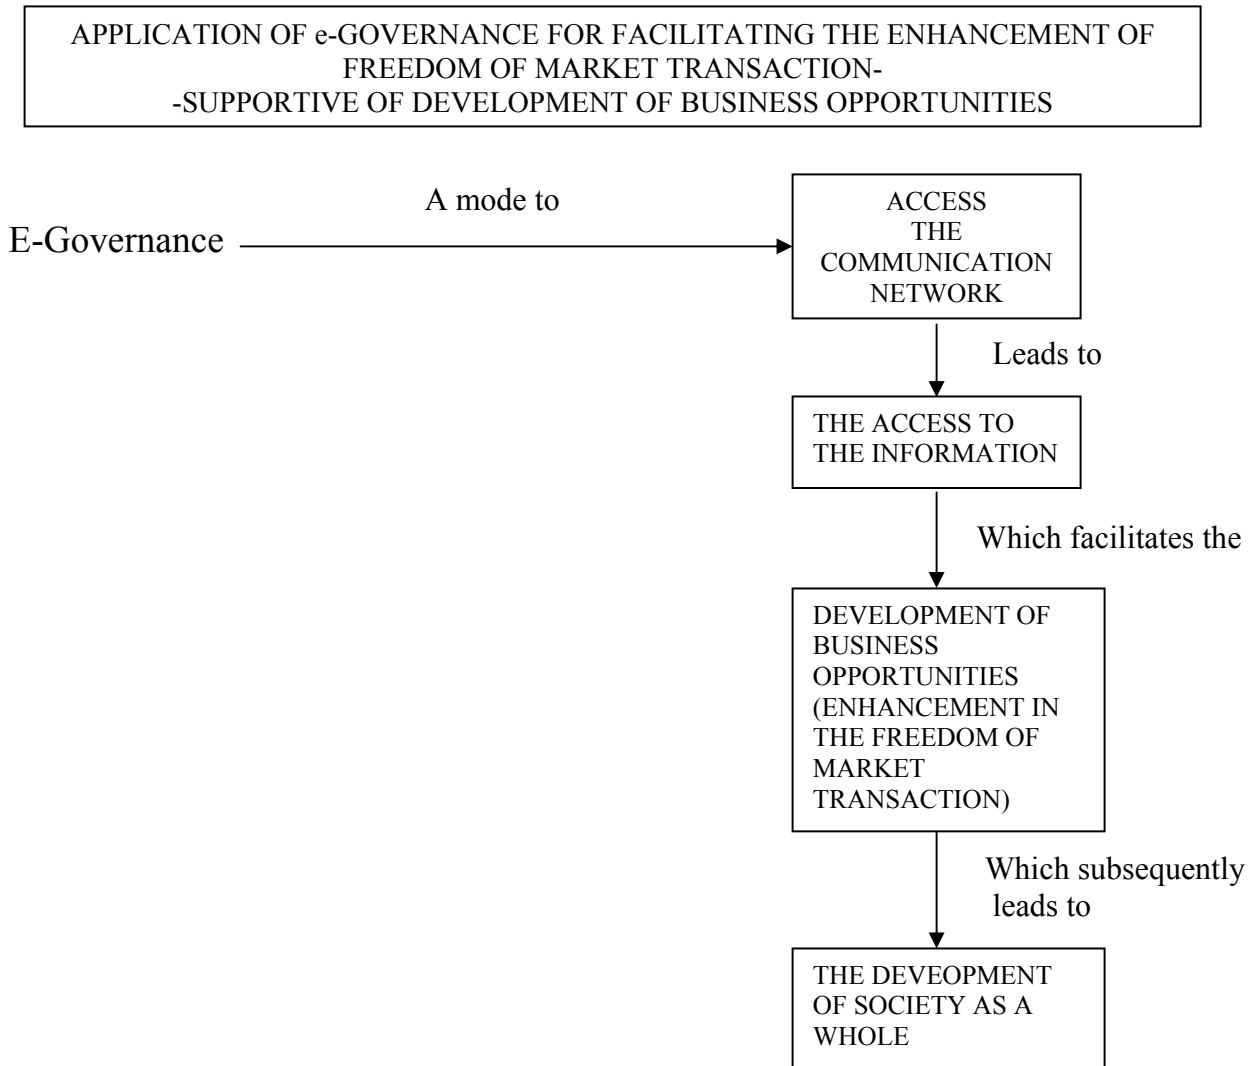 APPLICATION OF e-GOVERNANCE FOR FACILITATING THE ENHANCEMENT OF
FREEDOM OF MARKET TRANSACTION-
-SUPPORTIVE OF DEVELOPMENT OF BUSINESS OPPORTUNITIES
A mode to
E-Governance
ACCESS
THE
COMMUNICATION
NETWORK
Leads to
THE ACCESS TO
THE INFORMATION
Which facilitates the
DEVELOPMENT OF
BUSINESS
OPPORTUNITIES
(ENHANCEMENT IN
THE FREEDOM OF
MARKET
TRANSACTION)
Which subsequently
leads to
THE DEVEOPMENT
OF SOCIETY AS A
WHOLE